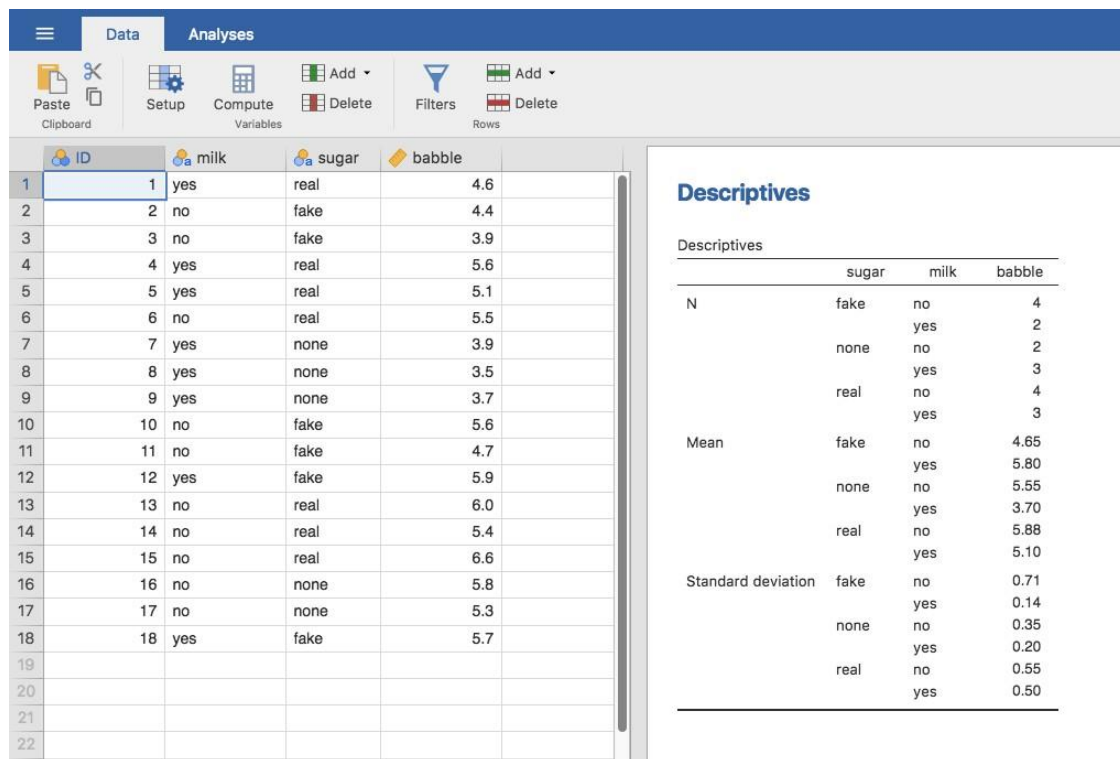 Data Analyses
Paste Setup Compute Add Delete Filters Add Delete
Clipboard Variables Rows
ID milk sugar babble
1 1 yes real 4.6
2 2 no fake 4.4
3 3 no fake 3.9
4 4 yes real 5.6
5 5 yes real 5.1
6 6 no real 5.5
7 7 yes none 3.9
8 8 yes none 3.5
9 9 yes none 3.7
10 10 no fake 5.6
11 11 no fake 4.7
12 12 yes fake 5.9
13 13 no real 6.0
14 14 no real 5.4
15 15 no real 6.6
16 16 no none 5.8
17 17 no none 5.3
18 18 yes fake 5.7
19
20
21
22
Descriptives
Descriptives
sugar milk babble
N fake no 4
yes 2
none no 2
yes 3
real no 4
yes 3
Mean fake no 4.65
yes 5.80
none no 5.55
yes 3.70
real no 5.88
yes 5.10
Standard deviation fake no 0.71
yes 0.14
none no 0.35
yes 0.20
real no 0.55
yes 0.50